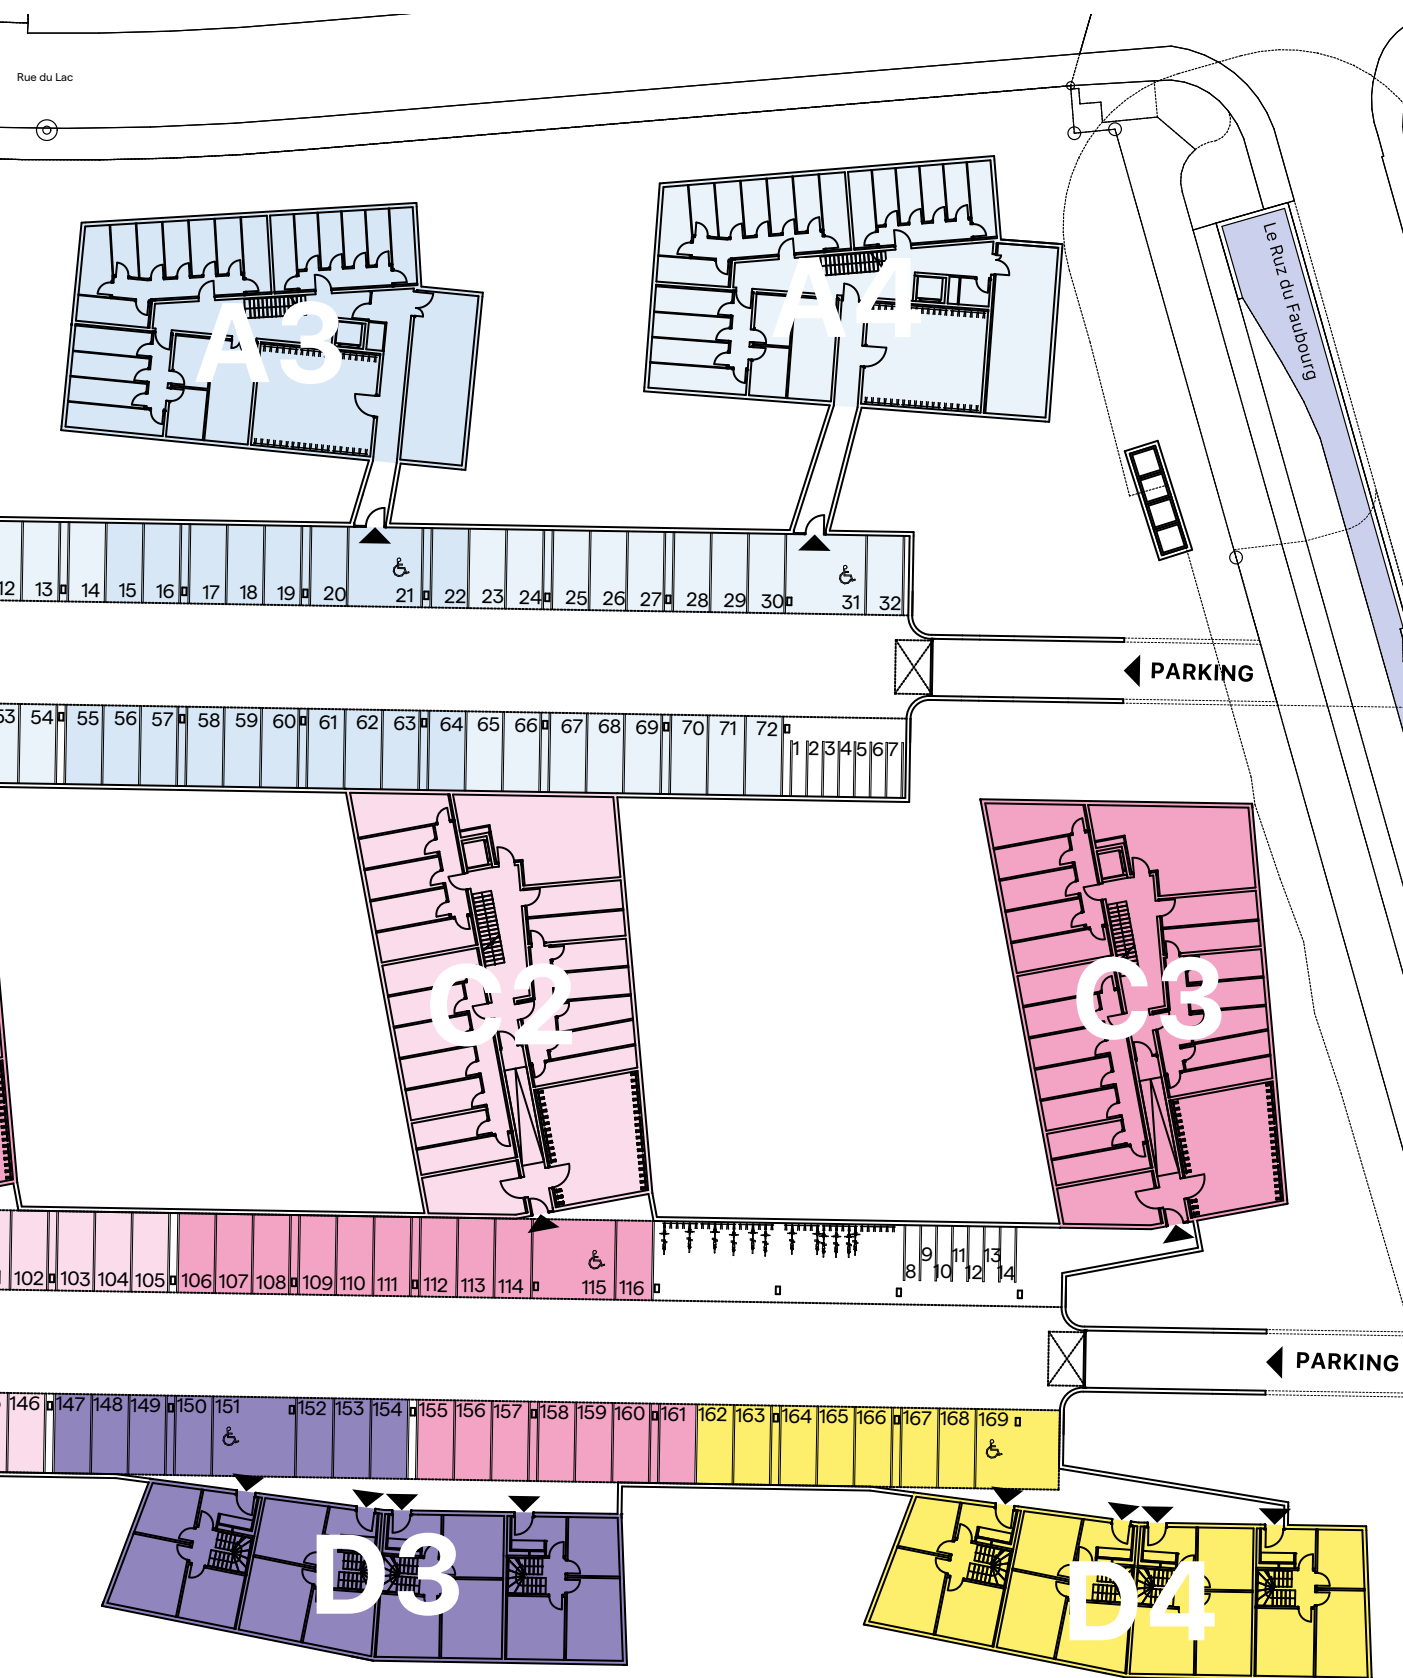 Rue du Lac
Le Ruz du Faubourg
A3
A4
12 13 14 15 16 17 18 19 20 21 22 23 24 25 26 27 28 29 30 31 32
PARKING
53 54 55 56 57 58 59 60 61 62 63 64 65 66 67 68 69 70 71 72 1 2 3 4 5 6 7
C2
C3
102 103 104 105 106 107 108 109 110 111 112 113 114 115 116 8 9 10 11 12 13 14
PARKING
146 147 148 149 150 151 152 153 154 155 156 157 158 159 160 161 162 163 164 165 166 167 168 169
D3
D4